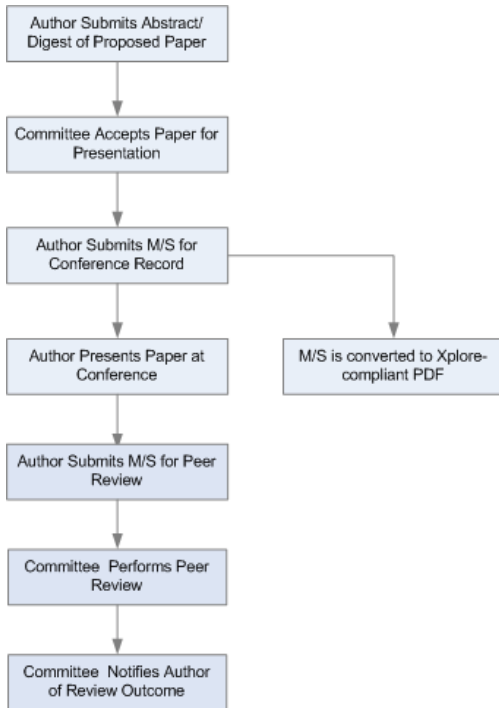 Author Submits Abstract/
Digest of Proposed Paper
Committee Accepts Paper for
Presentation
Author Submits M/S for
Conference Record
Author Presents Paper at
Conference
M/S is converted to Xplore-
compliant PDF
Author Submits M/S for Peer
Review
Committee Performs Peer
Review
Committee Notifies Author
of Review Outcome